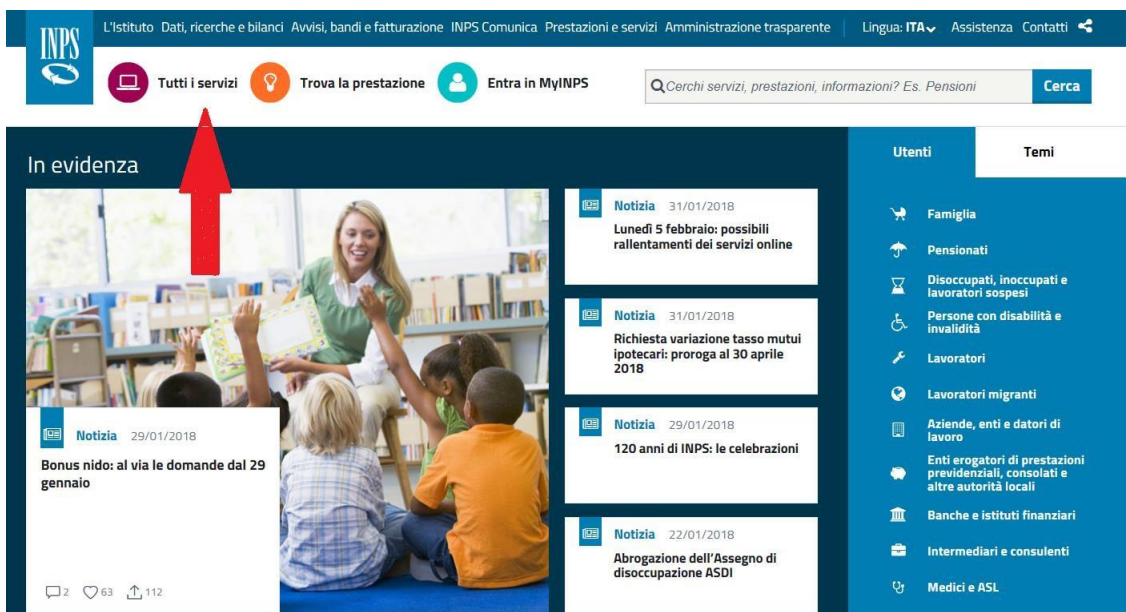 INPS
L'Istituto Dati, ricerche e bilanci Avvisi, bandi e fatturazione INPS Comunica Prestazioni e servizi Amministrazione trasparente
Lingua: ITA Assistenza Contatti
Tutti i servizi
Trova la prestazione
Entra in MyINPS
Cerchi servizi, prestazioni, informazioni? Es. Pensioni
Cerca
In evidenza
Notizia 29/01/2018
Bonus nido: al via le domande dal 29
gennaio
2 63 112
Notizia 31/01/2018
Lunedì 5 febbraio: possibili
rallentamenti dei servizi online
Notizia 31/01/2018
Richiesta variazione tasso mutui
ipotecari: proroga al 30 aprile
2018
Notizia 29/01/2018
120 anni di INPS: le celebrazioni
Notizia 22/01/2018
Abrogazione dell'Assegno di
disoccupazione ASDI
Utenti
Temi
Famiglia
Pensionati
Disoccupati, inoccupati e
lavoratori sospesi
Persone con disabilità e
invalidità
Lavoratori
Lavoratori migranti
Aziende, enti e datori di
lavoro
Enti erogatori di prestazioni
previdenziali, consolati e
altre autorità locali
Banche e istituti finanziari
Intermediari e consulenti
Medici e ASL